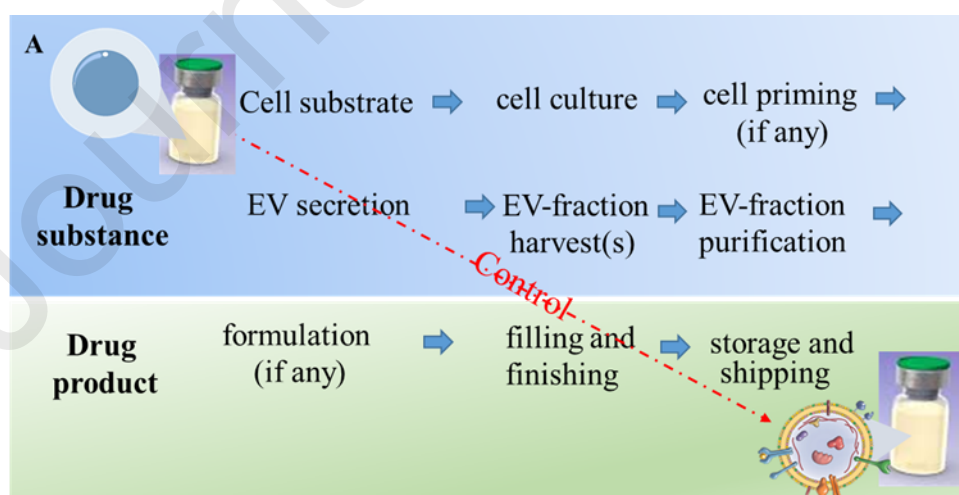 A
Cell substrate
cell culture
cell priming
(if any)
Drug
substance
EV secretion
EV-fraction
harvest(s)
EV-fraction
purification
Control
Drug
product
formulation
(if any)
filling and
finishing
storage and
shipping